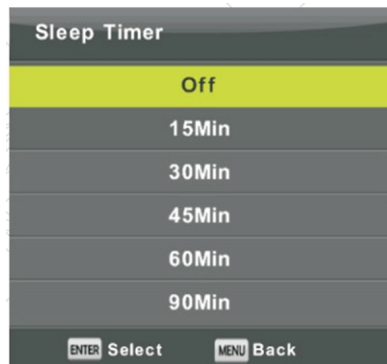 Sleep Timer
Off
15Min
30Min
45Min
60Min
90Min
ENTER Select MENU Back